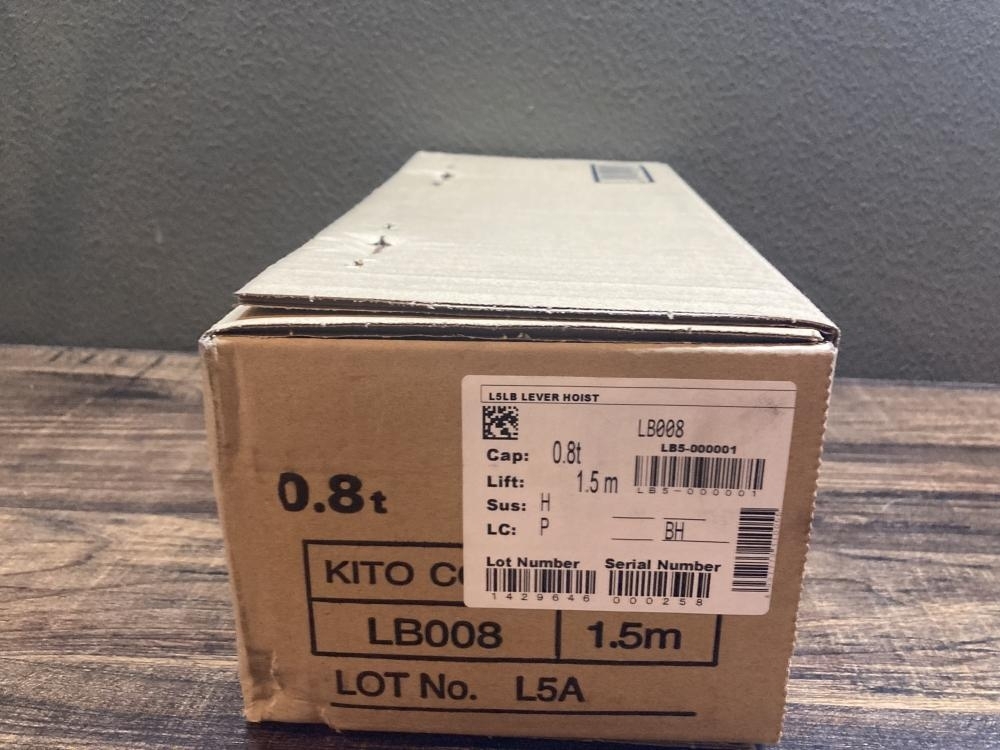 L5LB LEVER HOIST
LB008
LB5-000001
Cap: 0.8t
LB5-000001
Lift: 1.5 m
Sus: H
LC: P
BH
Lot Number Serial Number
1429646 000258
0.8t
KITO
LB008 1.5m
LOT No. L5A